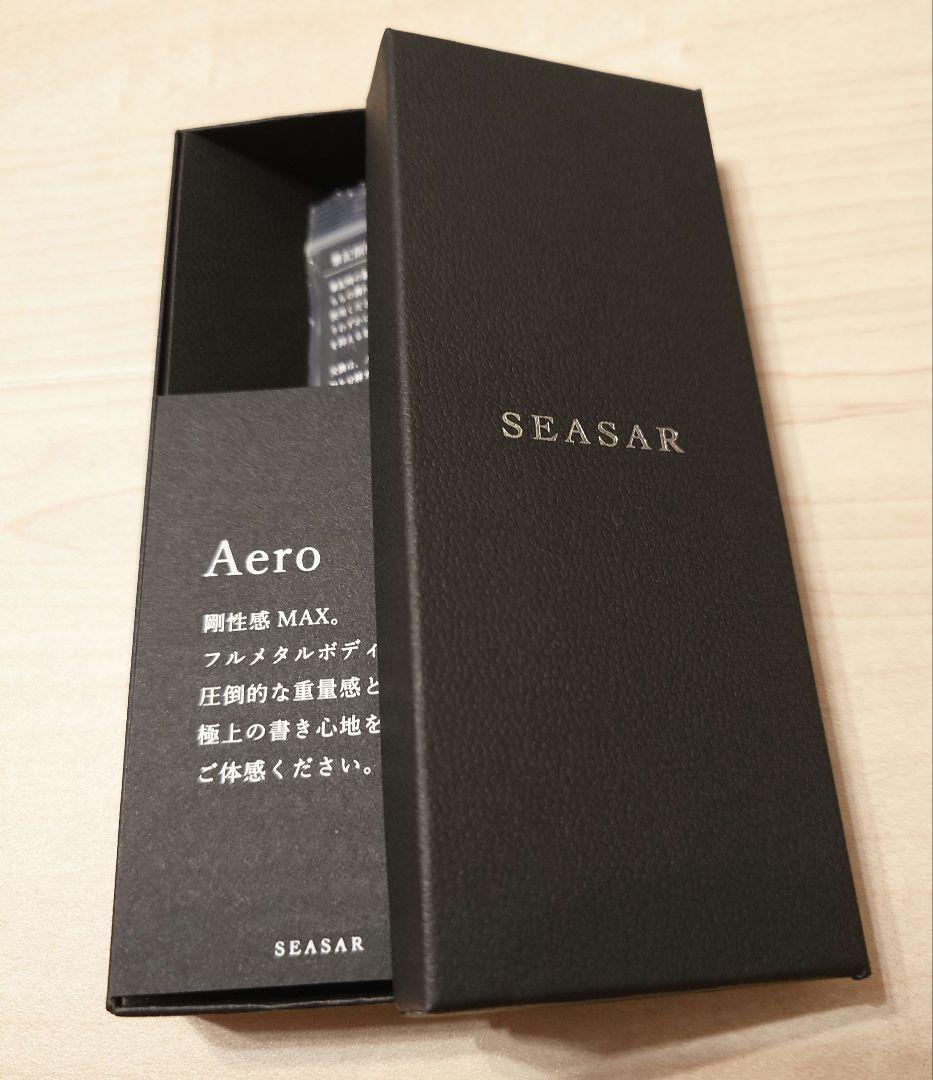 SEASAR
Aero
剛性感 MAX。
フルメタルボディ
圧倒的な重量感と
極上の書き心地を
ご体感ください。
SEASAR